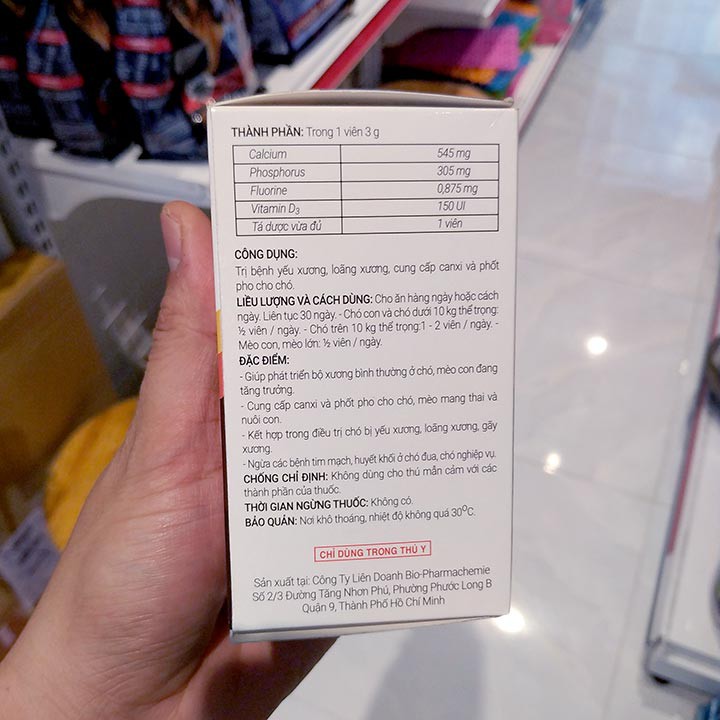 THÀNH PHẦN: Trong 1 viên 3 g
Calcium 545 mg
Phosphorus 305 mg
Fluorine 0,875 mg
Vitamin D3 150 UI
Tá dược vừa đủ 1 viên
CÔNG DỤNG:
Trị bệnh yếu xương, loãng xương, cung cấp canxi và phốt
pho cho chó.
LIỀU LƯỢNG VÀ CÁCH DÙNG: Cho ăn hàng ngày hoặc cách
ngày. Liên tục 30 ngày. - Chó con và chó dưới 10 kg thể trọng:
½ viên / ngày. - Chó trên 10 kg thể trọng:1 - 2 viên / ngày. -
Mèo con, mèo lớn: ½ viên / ngày.
ĐẶC ĐIỂM:
- Giúp phát triển bộ xương bình thường ở chó, mèo con đang
tăng trưởng.
- Cung cấp canxi và phốt pho cho chó, mèo mang thai và
nuôi con.
- Kết hợp trong điều trị chó bị yếu xương, loãng xương, gãy
xương.
- Ngừa các bệnh tim mạch, huyết khối ở chó đua, chó nghiệp vụ.
CHỐNG CHỈ ĐỊNH: Không dùng cho thú mẫn cảm với các
thành phần của thuốc.
THỜI GIAN NGỪNG THUỐC: Không có.
BẢO QUẢN: Nơi khô thoáng, nhiệt độ không quá 30⁰C.
CHỈ DÙNG TRONG THÚ Y
Sản xuất tại: Công Ty Liên Doanh Bio-Pharmachemie
Số 2/3 Đường Tăng Nhơn Phú, Phường Phước Long B
Quận 9, Thành Phố Hồ Chí Minh